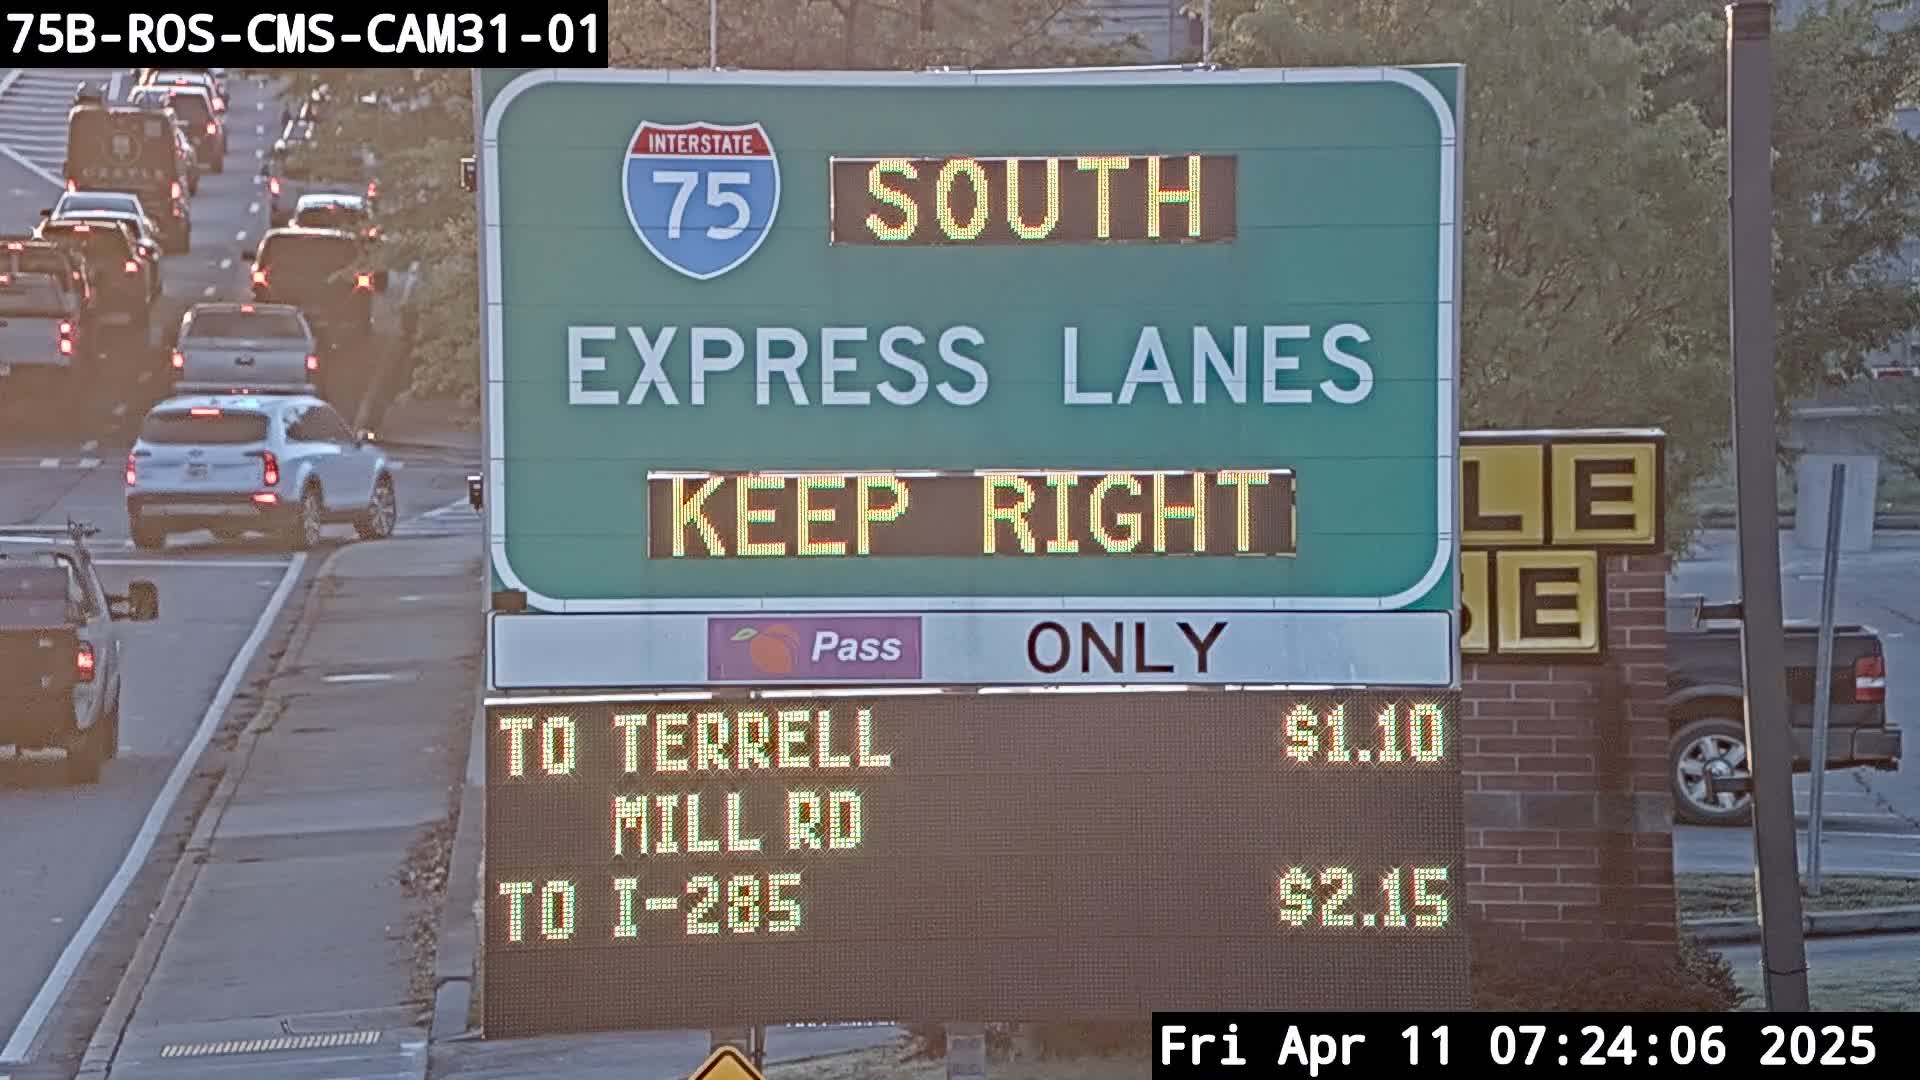 75B-ROS-CMS-CAM31-01
INTERSTATE
75
SOUTH
EXPRESS LANES
KEEP RIGHT
LE
E
Pass ONLY
TO TERRELL $1.10
MILL RD
TO I-285 $2.15
Fri Apr 11 07:24:06 2025